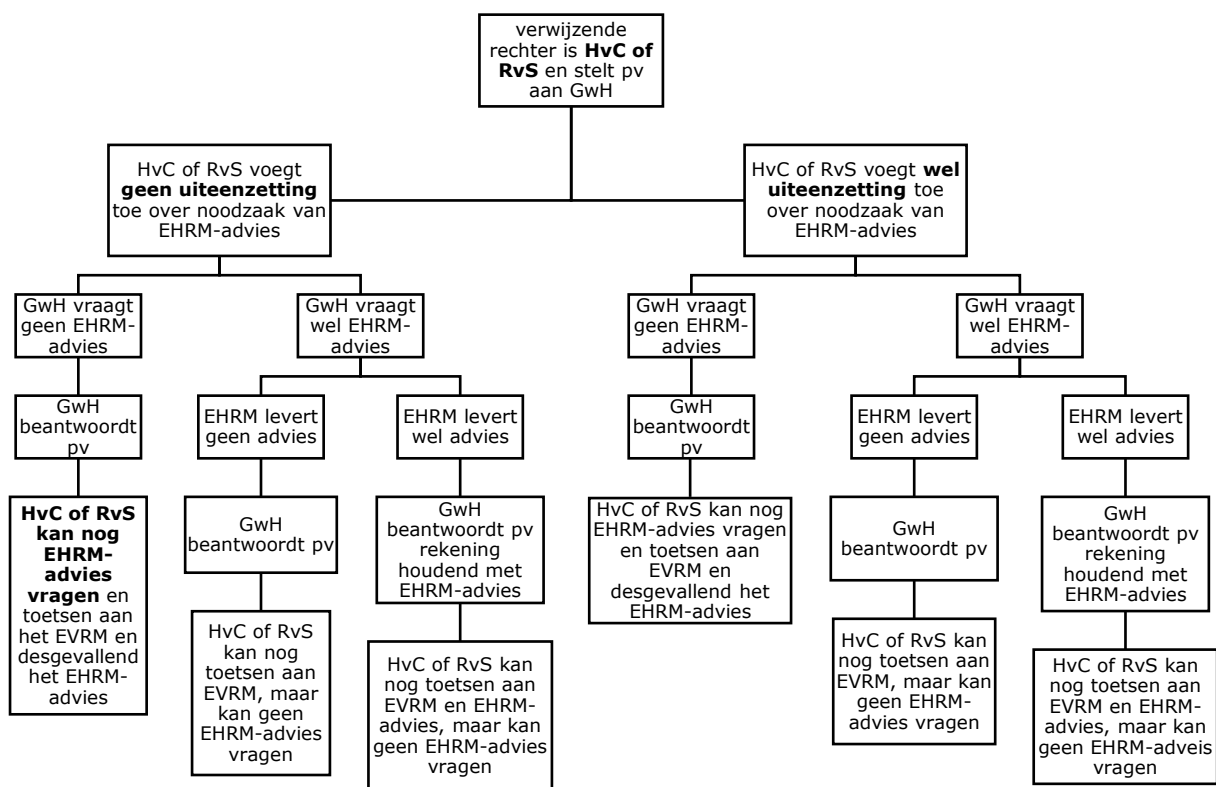 verwijzende
rechter is HvC of
RvS en stelt pv
aan GwH
HvC of RvS voegt
geen uiteenzetting
toe over noodzaak van
EHRM-advies
HvC of RvS voegt wel
uiteenzetting toe
over noodzaak van
EHRM-advies
GwH vraagt
geen EHRM-
advies
GwH vraagt
wel EHRM-
advies
GwH vraagt
geen EHRM-
advies
GwH vraagt
wel EHRM-
advies
GwH
beantwoordt
pv
EHRM levert
geen advies
EHRM levert
wel advies
GwH
beantwoordt
pv
EHRM levert
geen advies
EHRM levert
wel advies
HvC of RvS
kan nog
EHRM-
advies
vragen en
toetsen aan
het EVRM en
desgevallend
het EHRM-
advies
GwH
beantwoordt pv
GwH
beantwoordt pv
rekening
houdend met
EHRM-advies
HvC of RvS kan nog
EHRM-advies vragen
en toetsen aan
EVRM en
desgevallend het
EHRM-advies
GwH
beantwoordt pv
GwH
beantwoordt pv
rekening
houdend met
EHRM-advies
HvC of RvS
kan nog
toetsen aan
EVRM, maar
kan geen
EHRM-advies
vragen
HvC of RvS kan
nog toetsen aan
EVRM en EHRM-
advies, maar kan
geen EHRM-advies
vragen
HvC of RvS kan
nog toetsen aan
EVRM, maar kan
geen EHRM-
advies vragen
HvC of RvS kan
nog toetsen aan
EVRM en EHRM-
advies, maar kan
geen EHRM-adveis
vragen